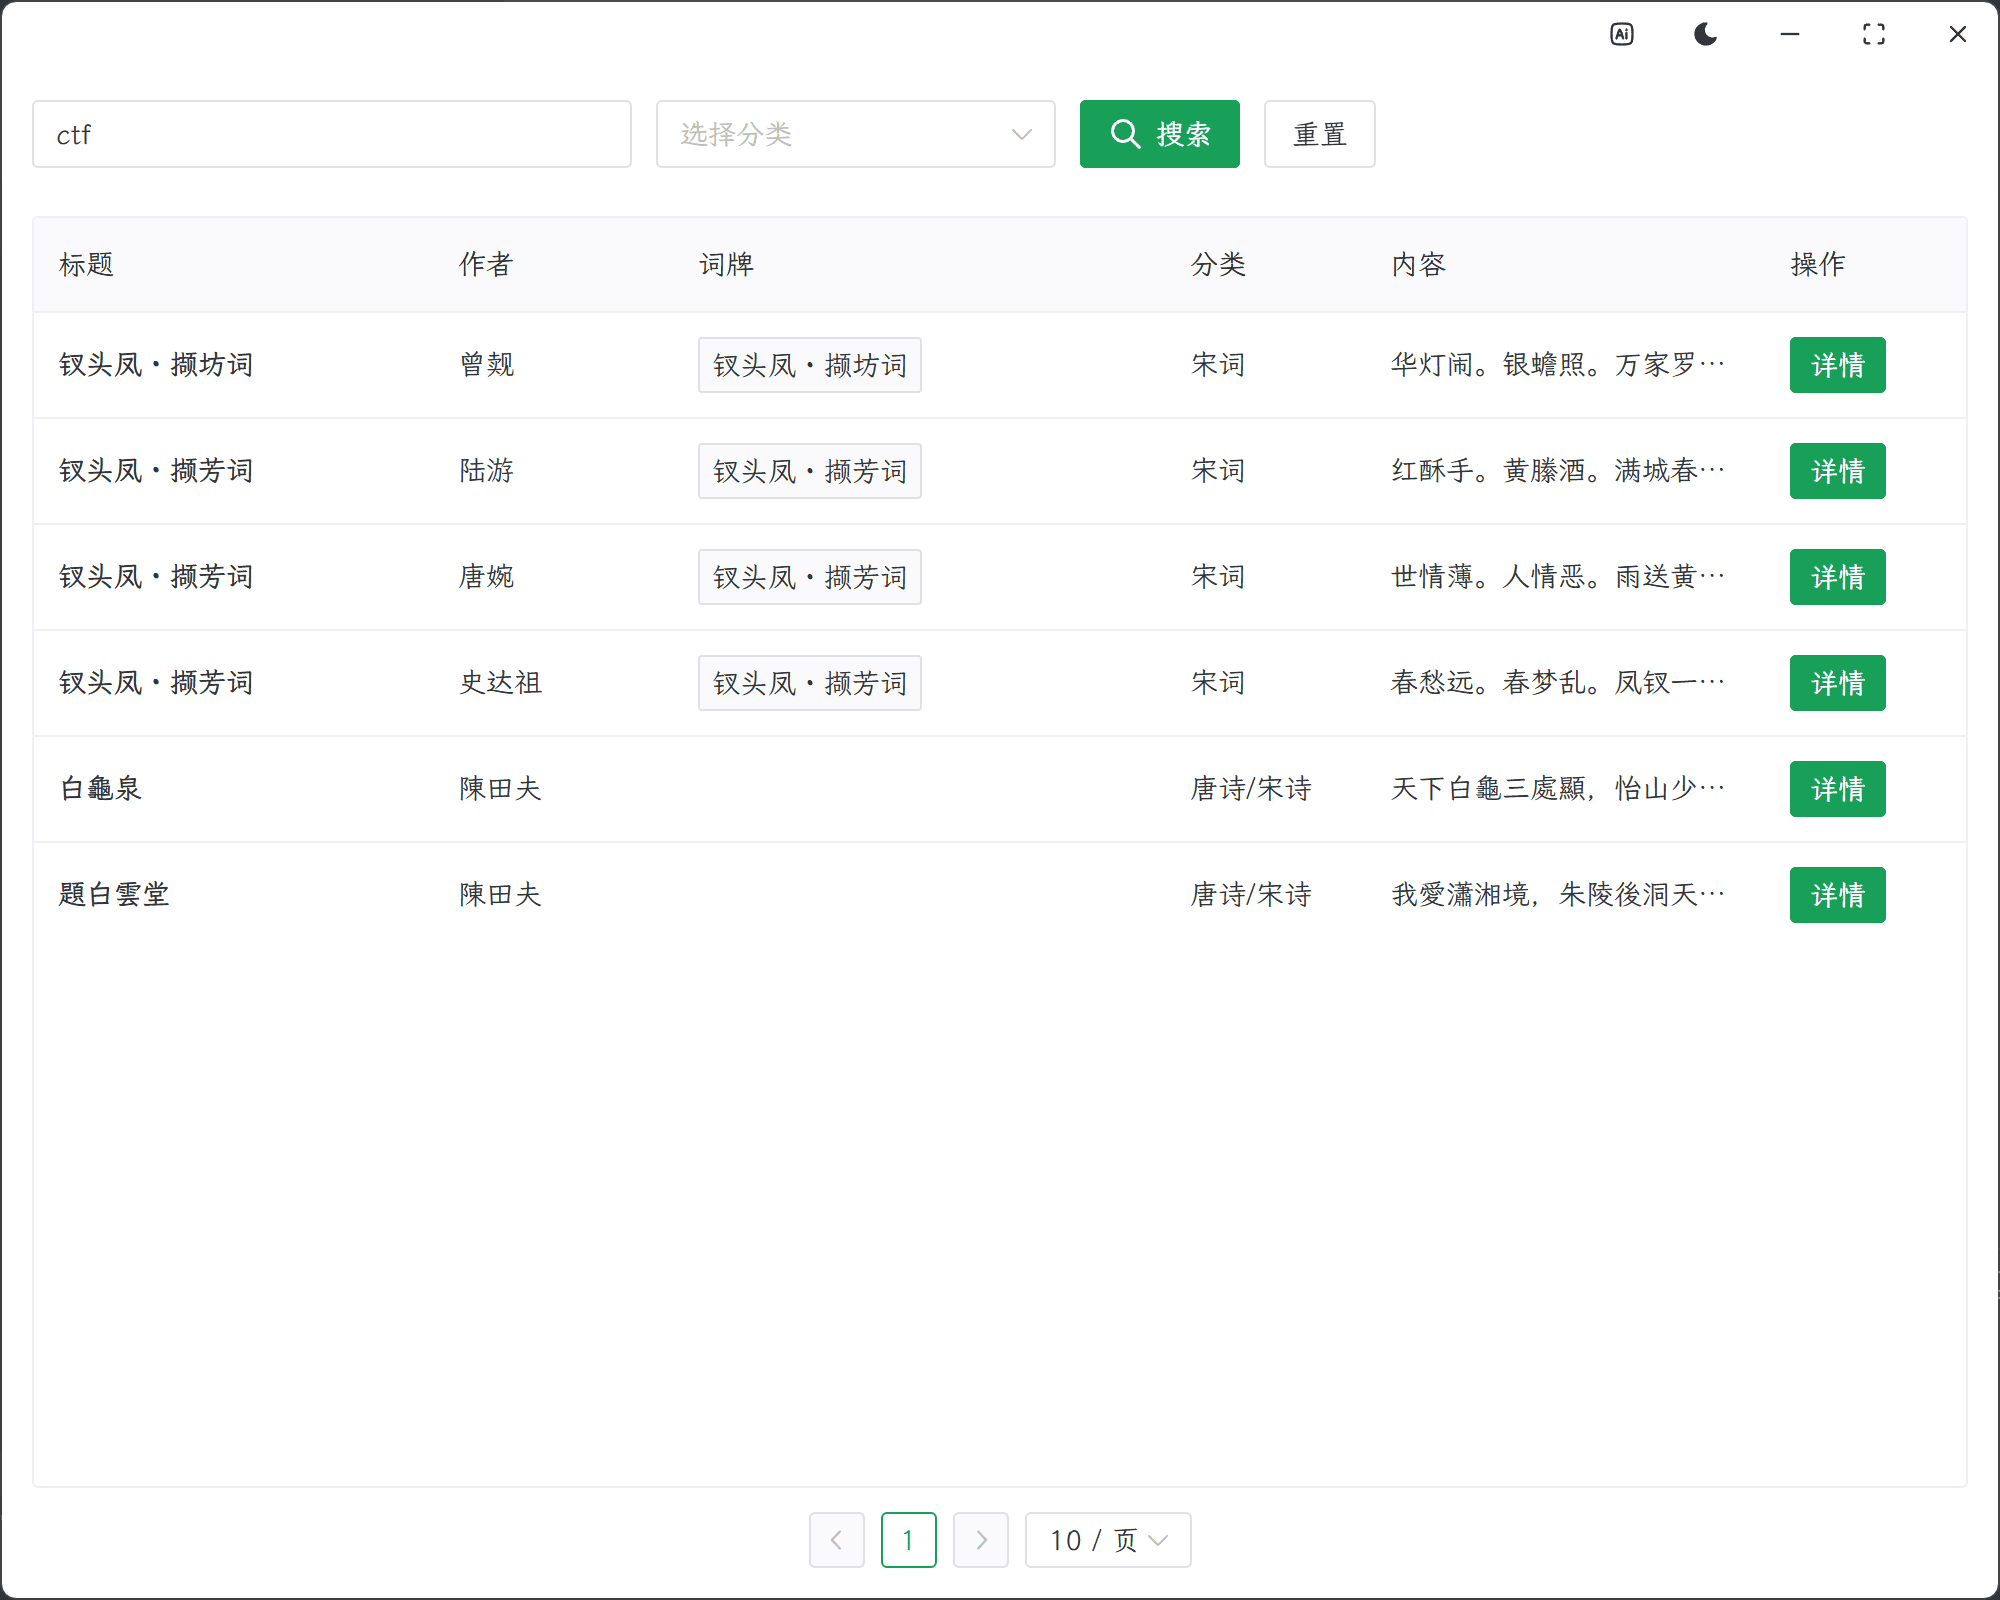 Ai
ctf 选择分类 搜索 重置
标题 作者 词牌 分类 内容 操作
钗头凤·撷坊词 曾觌 钗头凤·撷坊词 宋词 华灯闹。银蟾照。万家罗… 详情
钗头凤·撷芳词 陆游 钗头凤·撷芳词 宋词 红酥手。黄滕酒。满城春… 详情
钗头凤·撷芳词 唐婉 钗头凤·撷芳词 宋词 世情薄。人情恶。雨送黄… 详情
钗头凤·撷芳词 史达祖 钗头凤·撷芳词 宋词 春愁远。春梦乱。凤钗一… 详情
白龜泉 陳田夫 唐诗/宋诗 天下白龜三處顯，怡山少… 详情
題白雲堂 陳田夫 唐诗/宋诗 我愛瀟湘境，朱陵後洞天… 详情
1 10 / 页